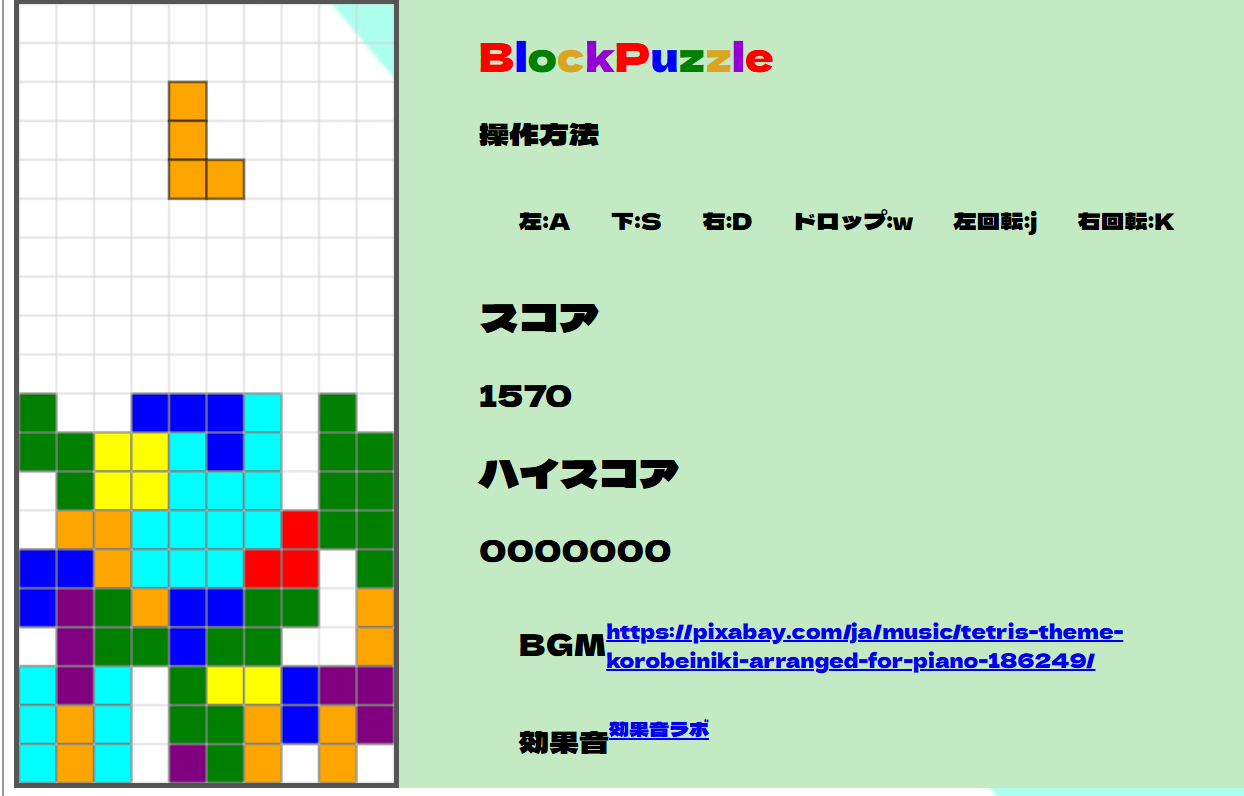 BlockPuzzle
操作方法
左:A 下:S 右:D ドロップ:w 左回転:j 右回転:K
スコア
1570
ハイスコア
0000000
BGM https://pixabay.com/ja/music/tetris-theme-
korobeiniki-arranged-for-piano-186249/
効果音 効果音ラボ